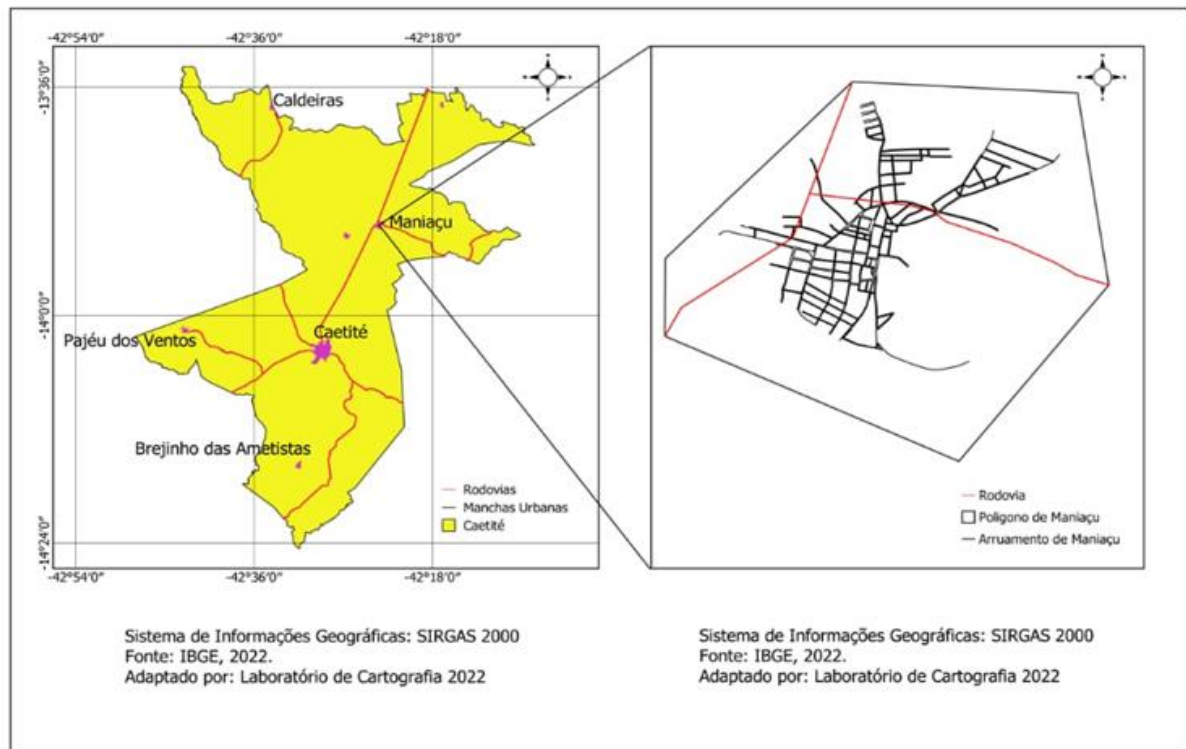 -42°54'0"
-42°36'0"
-42°18'0"
-13°36'0"
Caldeiras
Maniaçu
-14°0'0"
Pajéu dos Ventos
Caetité
Brejinho das Ametistas
Rodovias
Manchas Urbanas
Caetité
-14°24'0"
-42°54'0"
-42°36'0"
-42°18'0"
Sistema de Informações Geográficas: SIRGAS 2000
Fonte: IBGE, 2022.
Adaptado por: Laboratório de Cartografia 2022
Rodovia
Poligono de Maniaçu
Arruamento de Maniaçu
Sistema de Informações Geográficas: SIRGAS 2000
Fonte: IBGE, 2022.
Adaptado por: Laboratório de Cartografia 2022